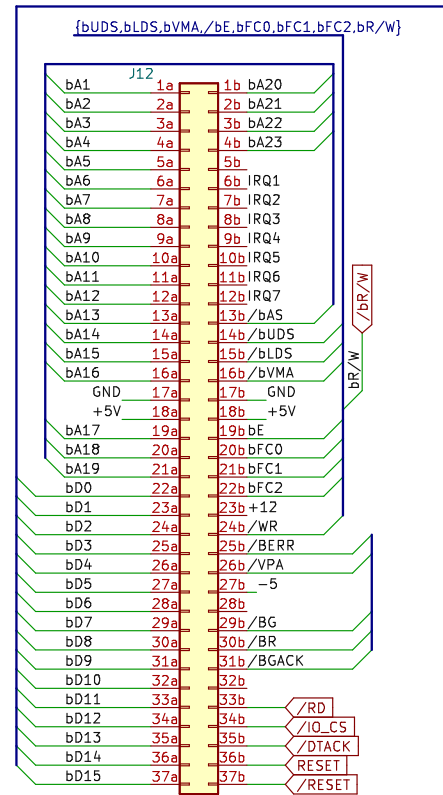 {bUDS,bLDS,bVMA,/bE,bFC0,bFC1,bFC2,bR/W}
J12
bA1 1a 1b bA20
bA2 2a 2b bA21
bA3 3a 3b bA22
bA4 4a 4b bA23
bA5 5a 5b
bA6 6a 6b IRQ1
bA7 7a 7b IRQ2
bA8 8a 8b IRQ3
bA9 9a 9b IRQ4
bA10 10a 10b IRQ5
bA11 11a 11b IRQ6
bA12 12a 12b IRQ7
/bR/W
bA13 13a 13b /bAS
bA14 14a 14b /bUDS
bA15 15a 15b /bLDS
bA16 16a 16b /bVMA
bR/W
GND 17a 17b GND
+5V 18a 18b +5V
bA17 19a 19b bE
bA18 20a 20b bFC0
bA19 21a 21b bFC1
bD0 22a 22b bFC2
bD1 23a 23b +12
bD2 24a 24b /WR
bD3 25a 25b /BERR
bD4 26a 26b /VPA
bD5 27a 27b -5
bD6 28a 28b
bD7 29a 29b /BG
bD8 30a 30b /BR
bD9 31a 31b /BGACK
bD10 32a 32b
bD11 33a 33b /RD
bD12 34a 34b /IO_CS
bD13 35a 35b /DTACK
bD14 36a 36b RESET
bD15 37a 37b /RESET